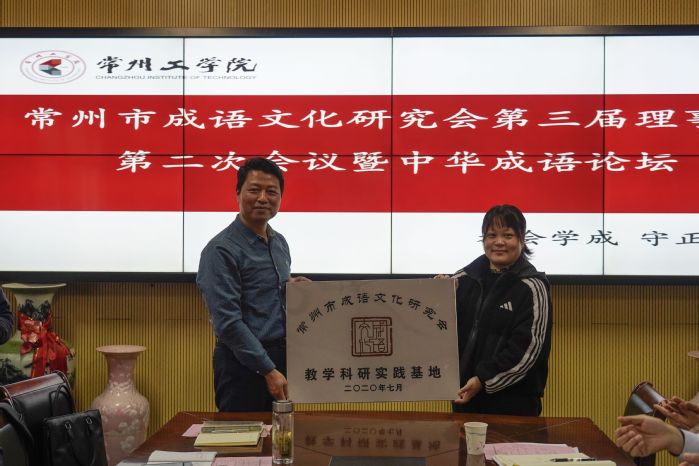 常州工学院
CHANGZHOU INSTITUTE OF TECHNOLOGY
常州市成语文化研究会第三届理事
第二次会议暨中华成语论坛
会学成 守正
常州市成语文化研究会
教学科研实践基地
二〇二〇年七月